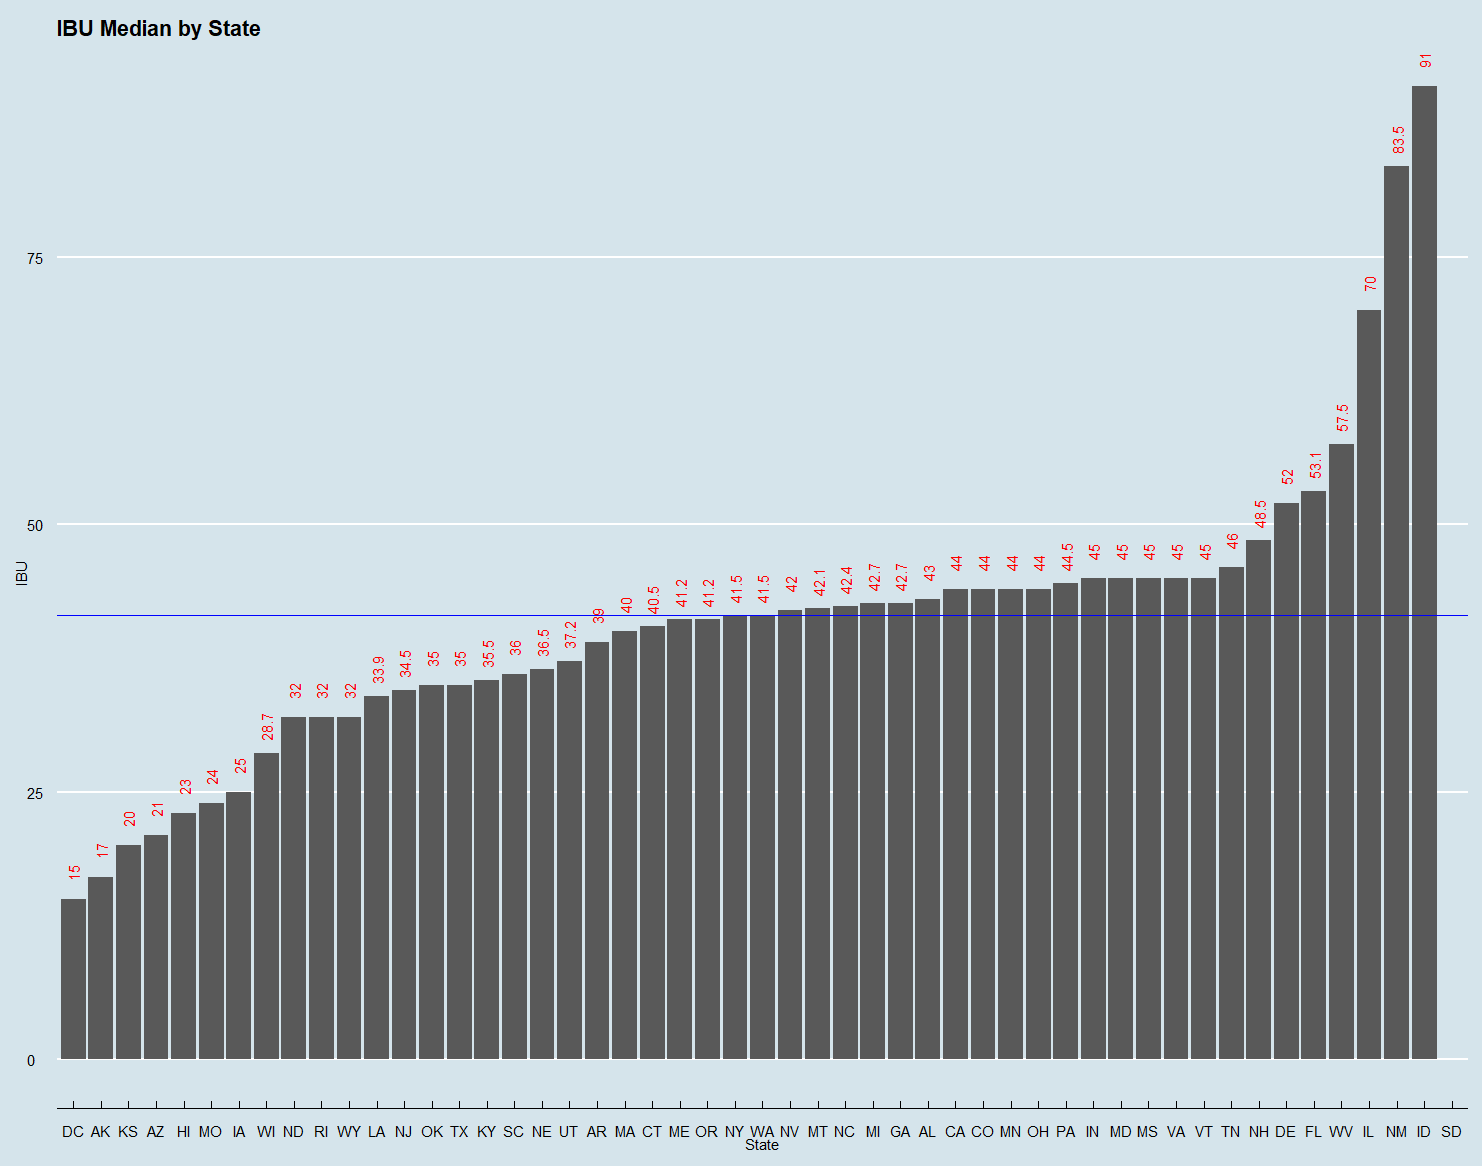 IBU Median by State
IBU
75
50
25
0
15 17 20 21 23 24 25 28.7 32 32 32 33.9 34.5 35 35 35.5 36 36.5 37.2 39 40 40.5 41.2 41.2 41.5 41.5 42 42.1 42.4 42.7 42.7 43 44 44 44 44 44.5 45 45 45 45 45 46 48.5 52 53.1 57.5 70 83.5 91
DC AK KS AZ HI MO IA WI ND RI WY LA NJ OK TX KY SC NE UT AR MA CT ME OR NY WA NV MT NC MI GA AL CA CO MN OH PA IN MD MS VA VT TN NH DE FL WV IL NM ID SD
State